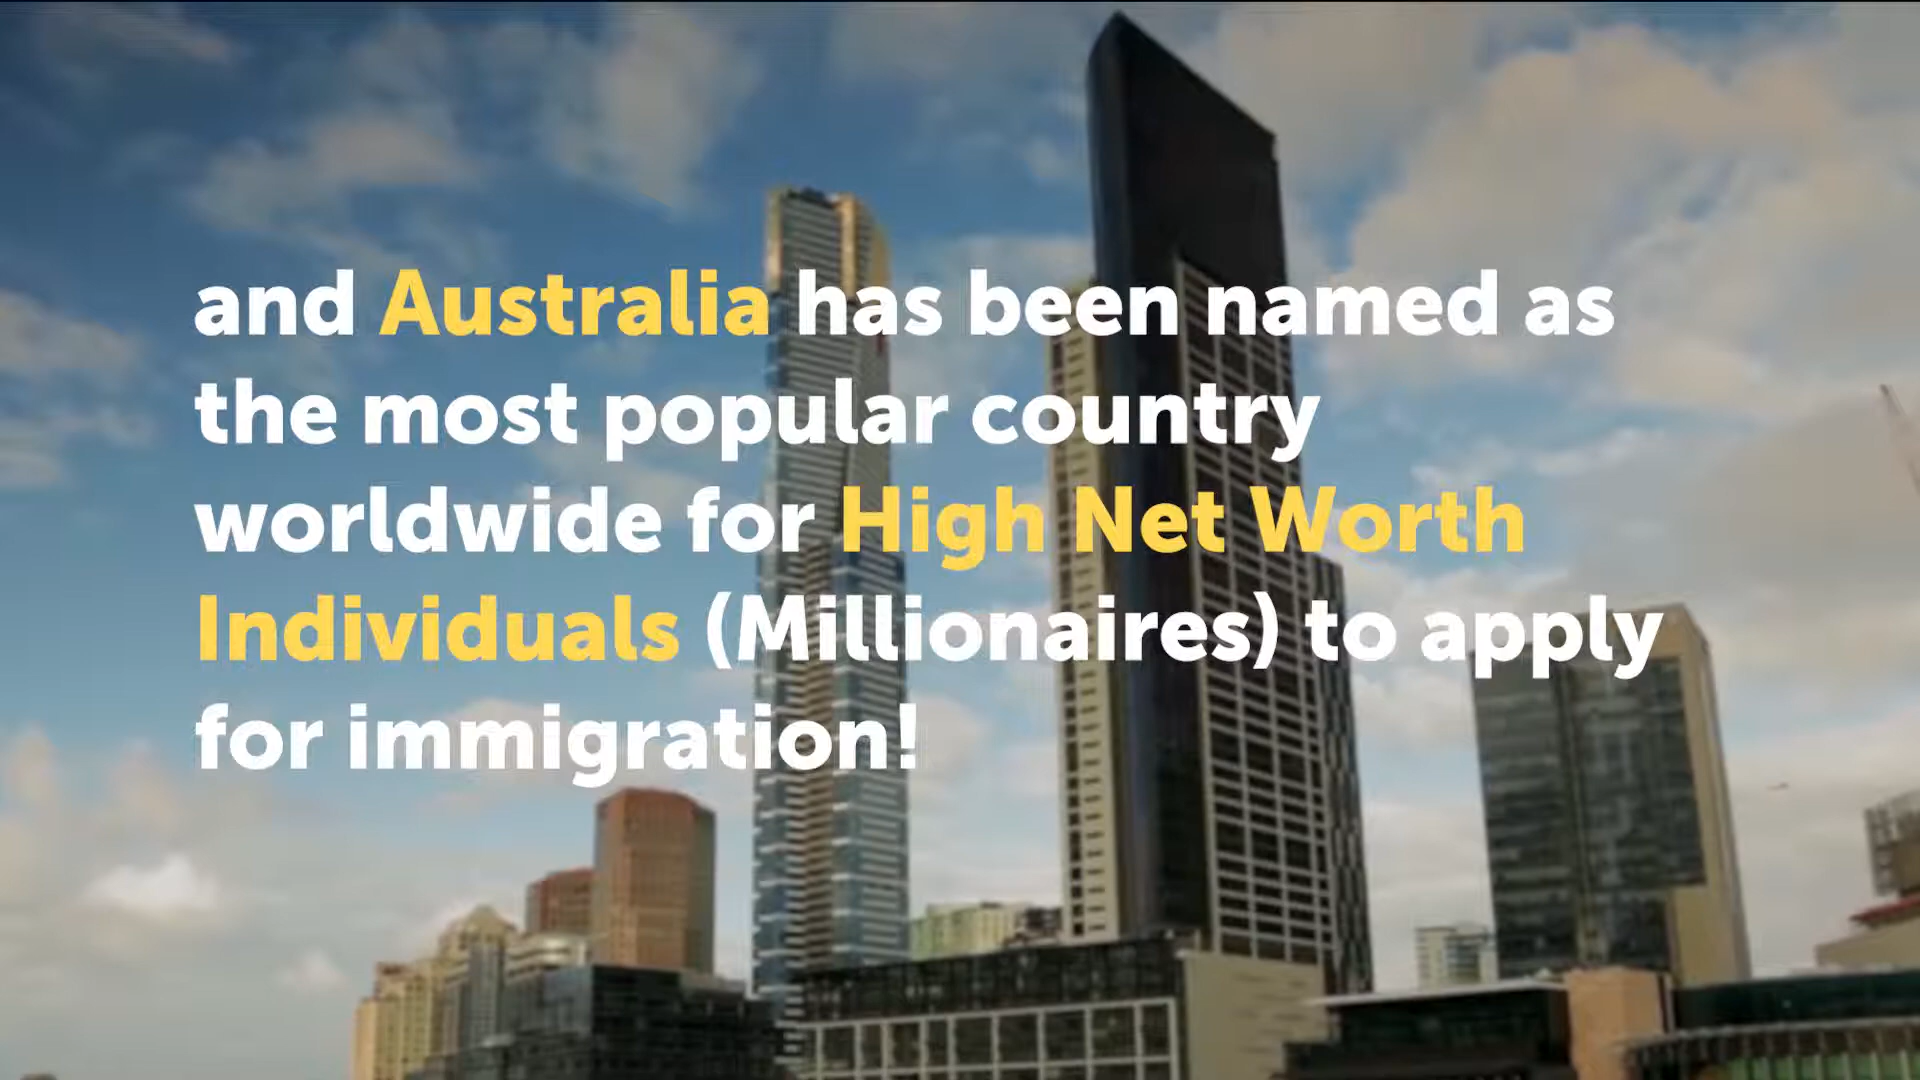 and Australia has been named as
the most popular country
worldwide for High Net Worth
Individuals (Millionaires) to apply
for immigration!